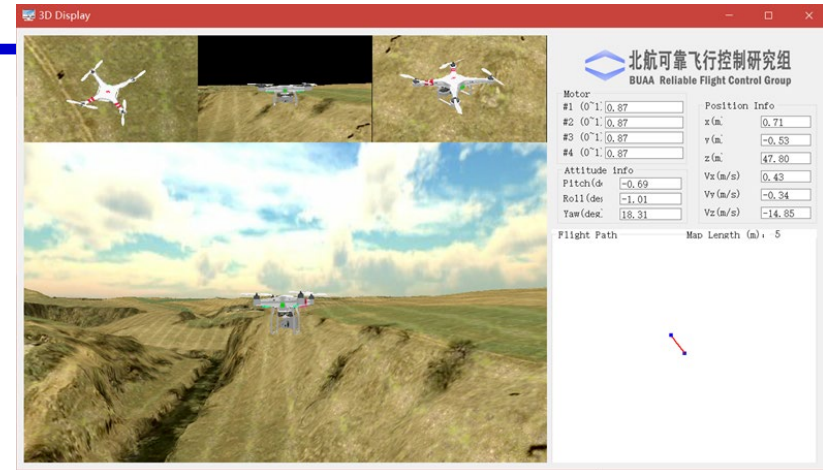 3D Display
北航可靠飞行控制研究组
BUAA Reliable Flight Control Group
Motor
#1 (0~1) 0.87
#2 (0~1) 0.87
#3 (0~1) 0.87
#4 (0~1) 0.87
Attitude info
Pitch(de -0.69
Roll(deg -1.01
Yaw(deg) 18.31
Position Info
x(m) 0.71
y(m) -0.53
z(m) 47.80
Vx(m/s) 0.43
Vy(m/s) -0.34
Vz(m/s) -14.85
Flight Path
Map Length (m): 5